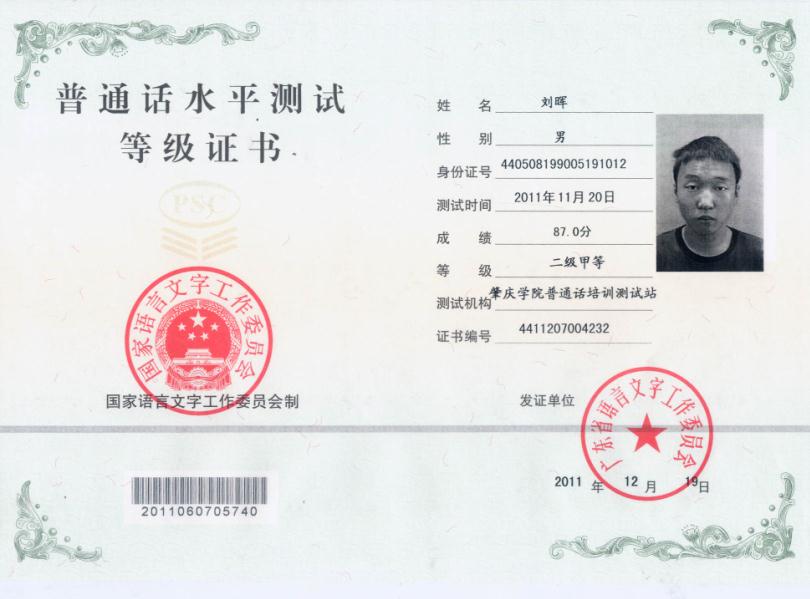 普通话水平测试
等级证书
PSC
国家语言文字工作委员会
国家语言文字工作委员会制
2011060705740
姓 名 刘晖
性 别 男
身份证号 440508199005191012
测试时间 2011年11月20日
成 绩 87.0分
等 级 二级甲等
测试机构 肇庆学院普通话培训测试站
证书编号 4411207004232
发证单位
广东省语言文字工作委员会
2011 年 12 月 19日